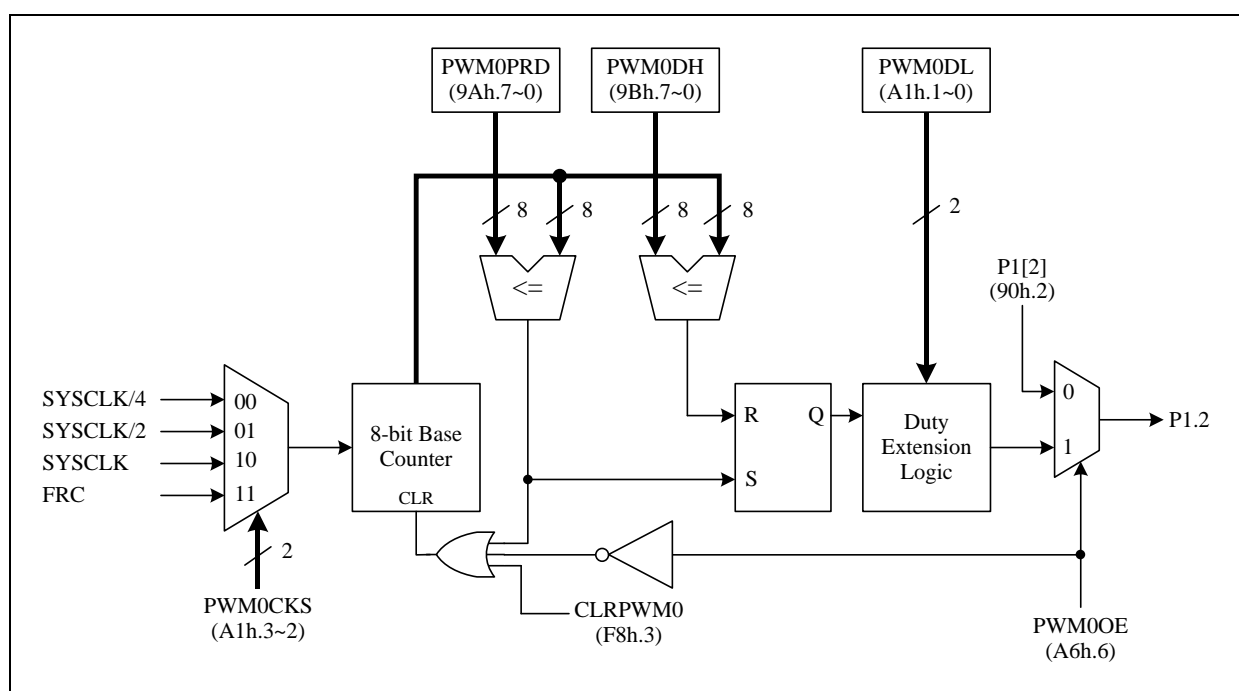 PWM0PRD
(9Ah.7~0)
PWM0DH
(9Bh.7~0)
PWM0DL
(A1h.1~0)
8
8
8
8
2
<=
<=
P1[2]
(90h.2)
SYSCLK/4
SYSCLK/2
SYSCLK
FRC
00
01
10
11
8-bit Base
Counter
CLR
R
Q
S
Duty
Extension
Logic
0
1
P1.2
2
PWM0CKS
(A1h.3~2)
CLRPWM0
(F8h.3)
PWM0OE
(A6h.6)